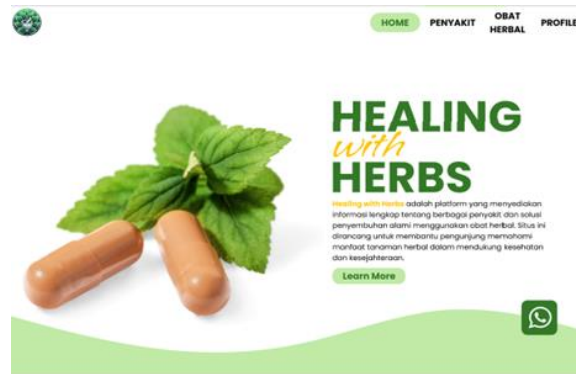 HOME
PENYAKIT
OBAT
HERBAL
PROFILE
HEALING
with
HERBS
Healing with Herbs adalah platform yang menyediakan
informasi lengkap tentang berbagai penyakit dan solusi
penyembuhan alami menggunakan obat herbal. Situs ini
dirancang untuk membantu pengunjung memahami
manfaat tanaman herbal dalam mendukung kesehatan
dan kesejahteraan.
Learn More